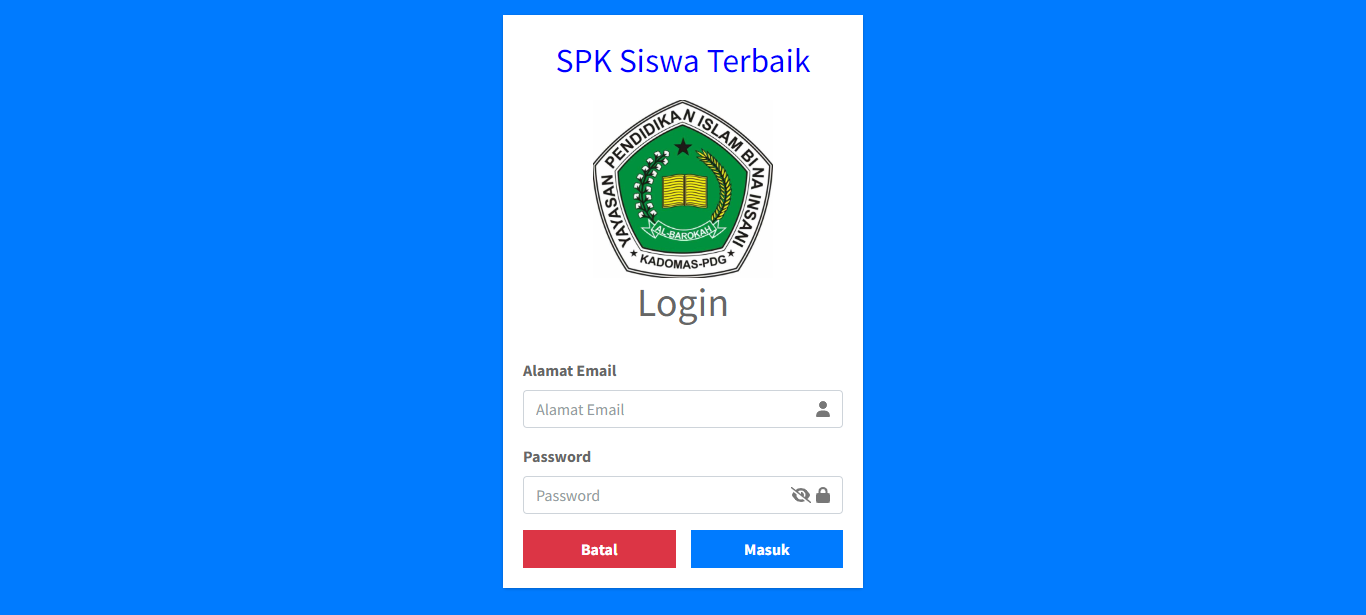 SPK Siswa Terbaik
YAYASAN PENDIDIKAN ISLAM BINA INSANI
AL-BAROKAH
KADOMAS-PDG
Login
Alamat Email
Alamat Email
Password
Password
Batal Masuk